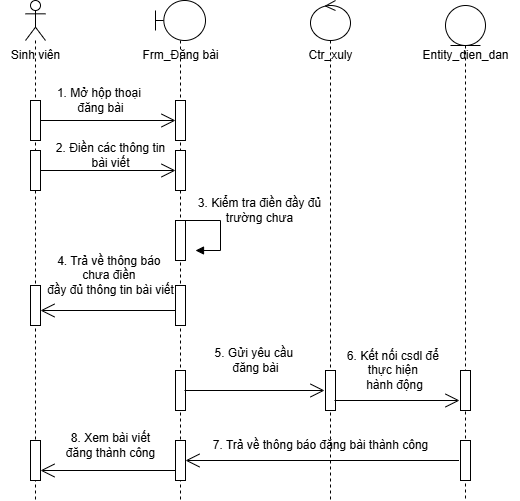 Sinh viên
Frm_Đăng bài
Ctr_xuly
Entity_dien_dan
1. Mở hộp thoại
đăng bài
2. Điền các thông tin
bài viết
3. Kiểm tra điền đầy đủ
trường chưa
4. Trả về thông báo
chưa điền
đầy đủ thông tin bài viết
5. Gửi yêu cầu
đăng bài
6. Kết nối csdl để
thực hiện
hành động
7. Trả về thông báo đăng bài thành công
8. Xem bài viết
đăng thành công